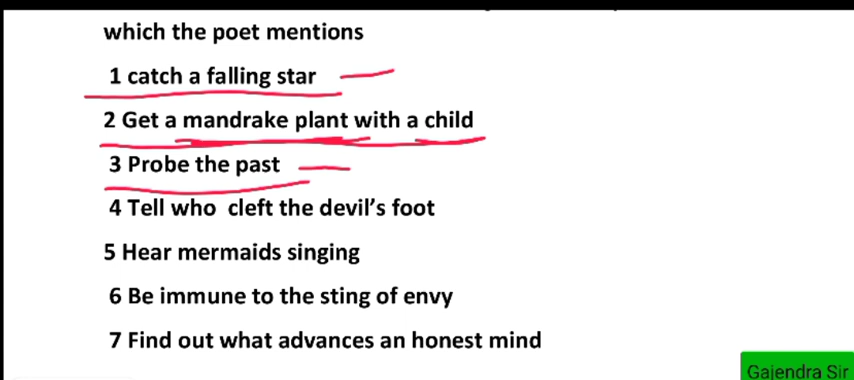 which the poet mentions
1 catch a falling star
2 Get a mandrake plant with a child
3 Probe the past
4 Tell who cleft the devil's foot
5 Hear mermaids singing
6 Be immune to the sting of envy
7 Find out what advances an honest mind
Gajendra Sir